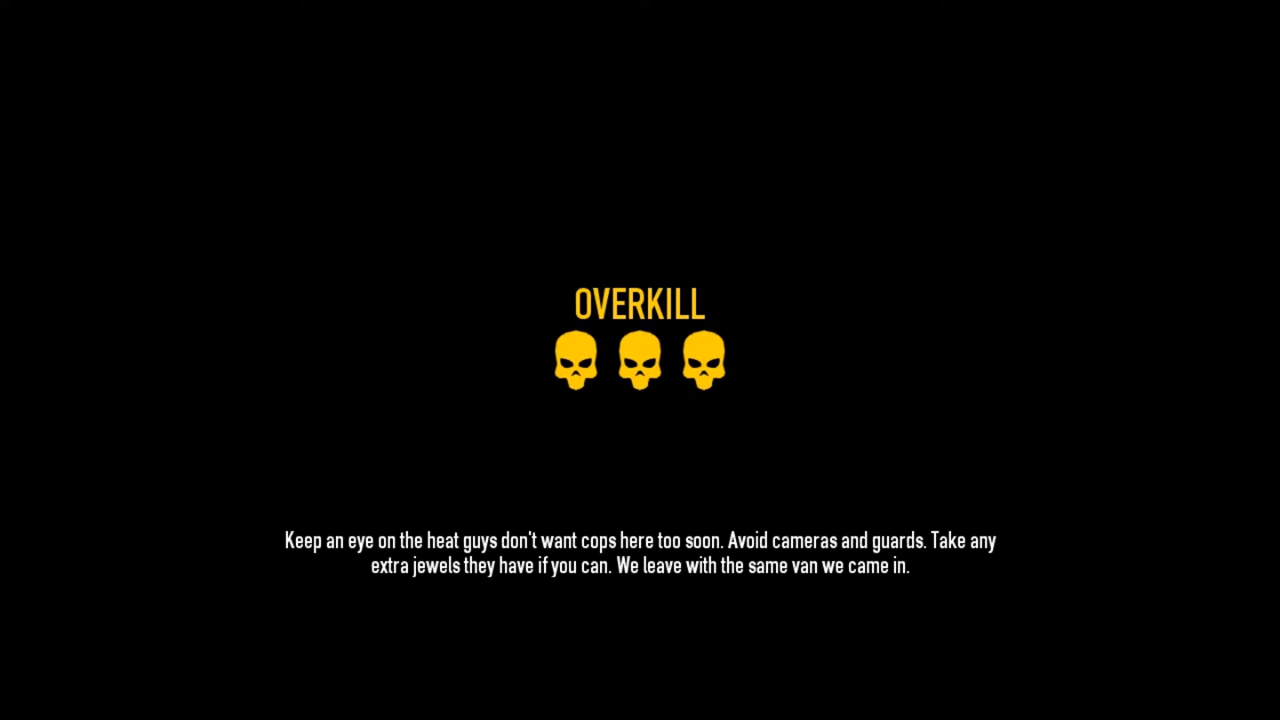 OVERKILL
Keep an eye on the heat guys don't want cops here too soon. Avoid cameras and guards. Take any
extra jewels they have if you can. We leave with the same van we came in.